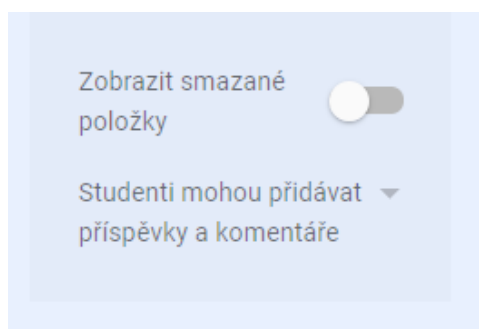 Zobrazit smazané
položky
Studenti mohou přidávat
příspěvky a komentáře